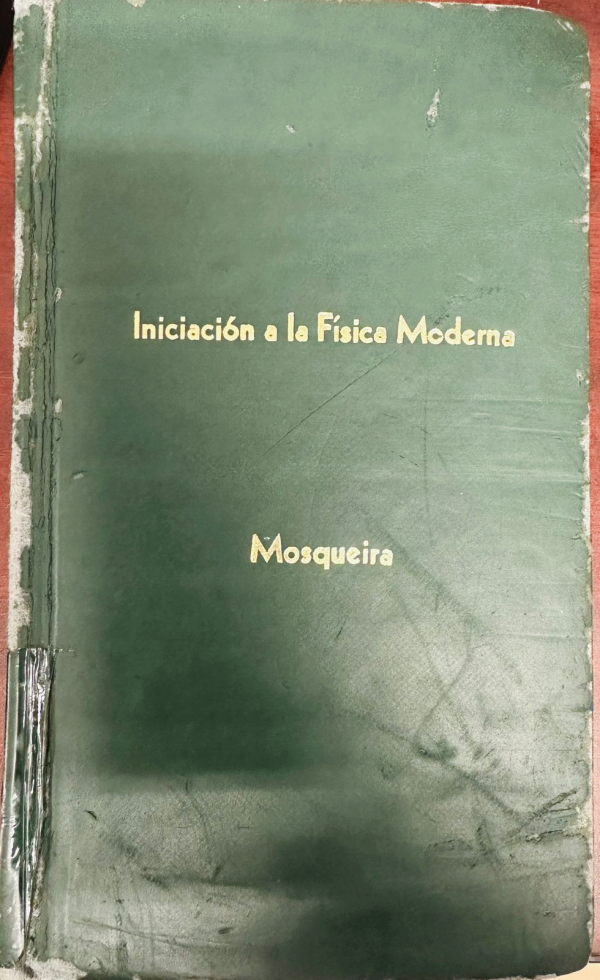 Iniciación a la Física Moderna
Mosqueira